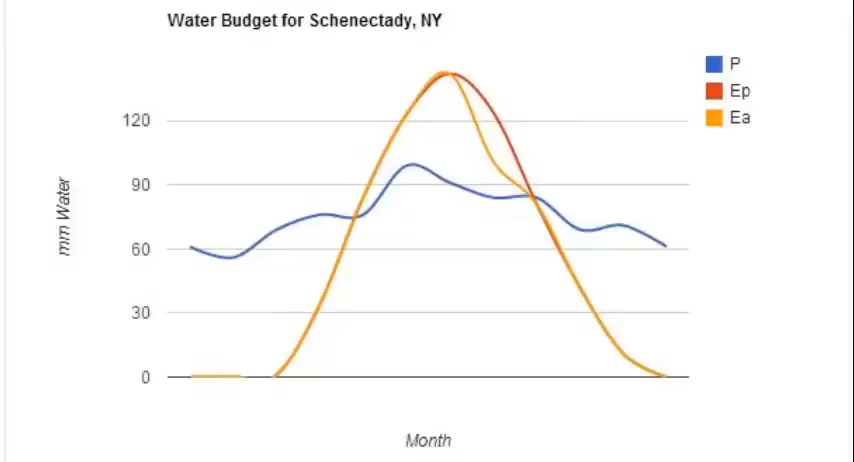 Water Budget for Schenectady, NY
P
Ep
Ea
120
90
60
30
0
mm Water
Month